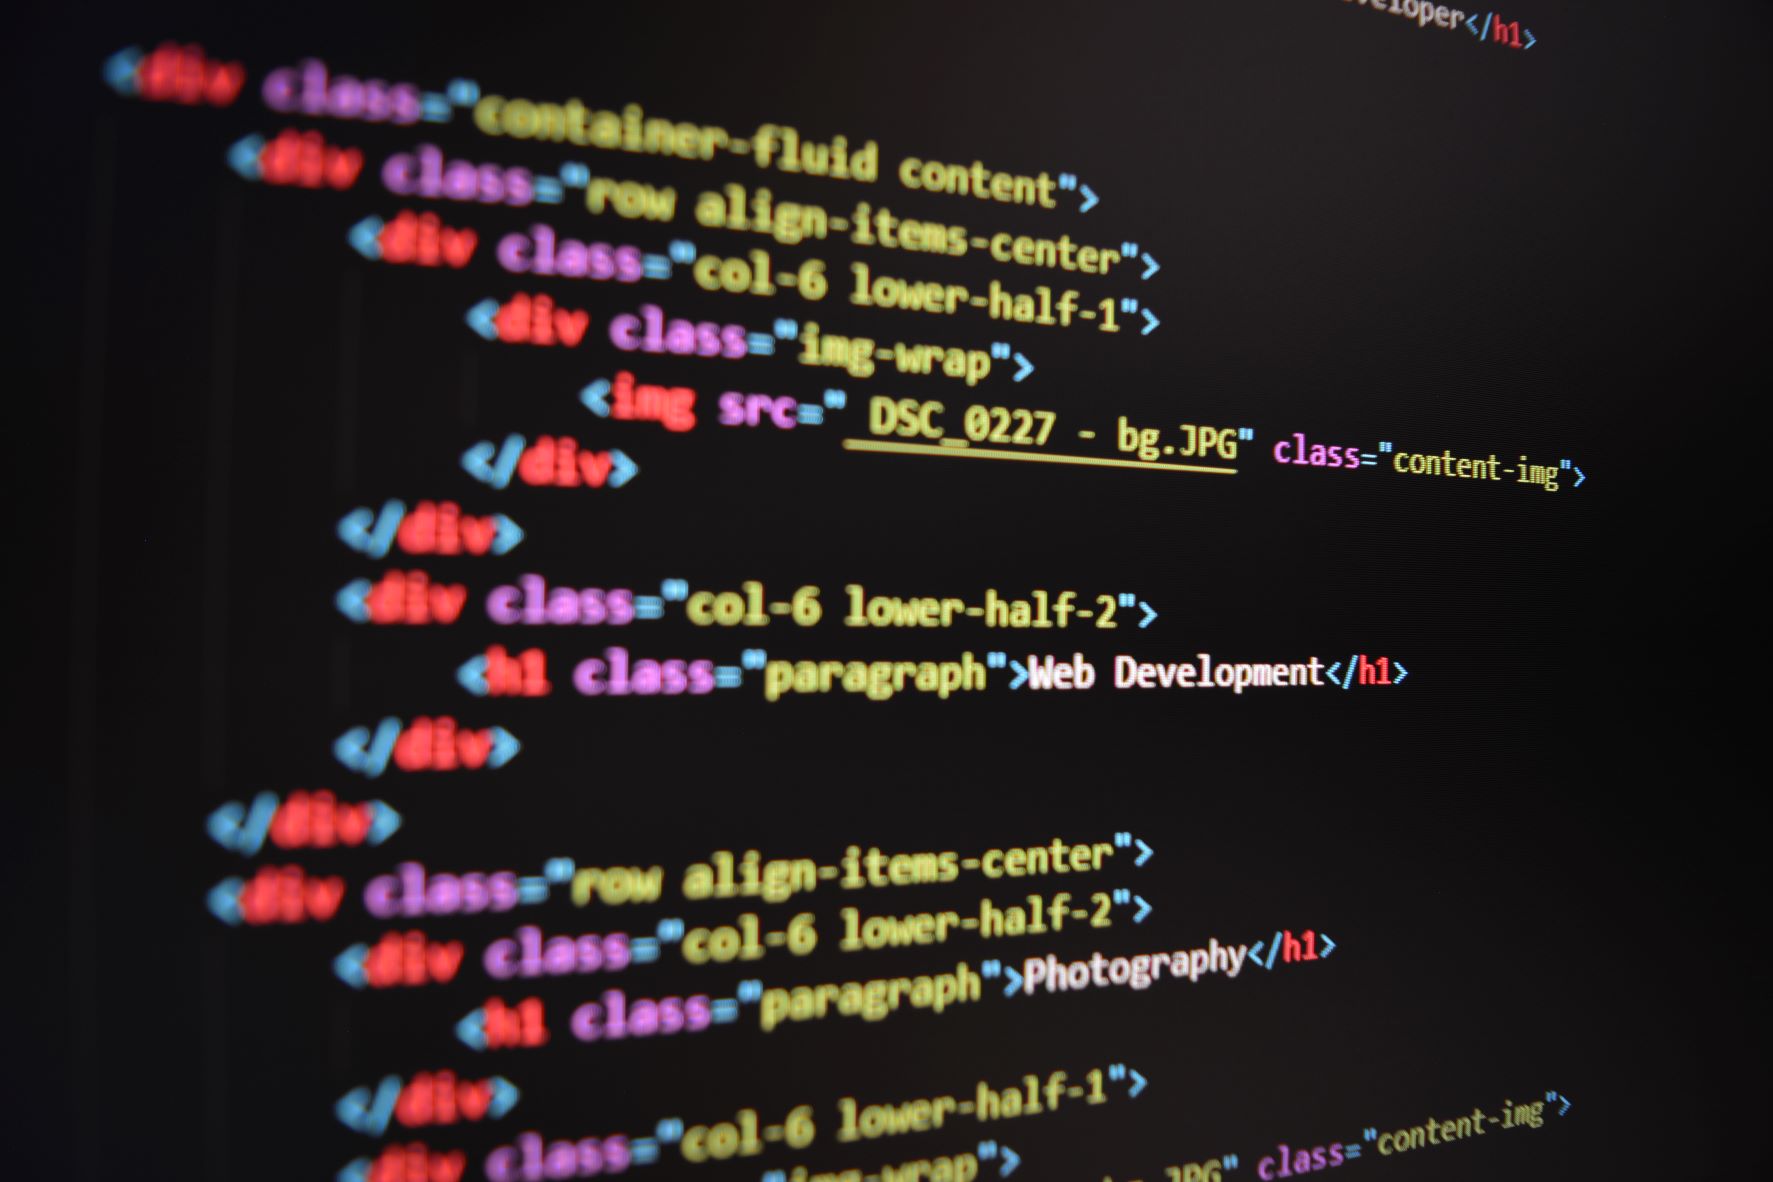 </h1>
<div class="container-fluid content">
<div class="row align-items-center">
<div class="col-6 lower-half-1">
<div class="img-wrap">
<img src=" DSC_0227 - bg.JPG" class="content-img">
</div>
</div>
<div class="col-6 lower-half-2">
<h1 class="paragraph">Web Development</h1>
</div>
</div>
<div class="row align-items-center">
<div class="col-6 lower-half-2">
<h1 class="paragraph">Photography</h1>
</div>
<div class="col-6 lower-half-1">
"img-wrap">
.JPG" class="content-img">